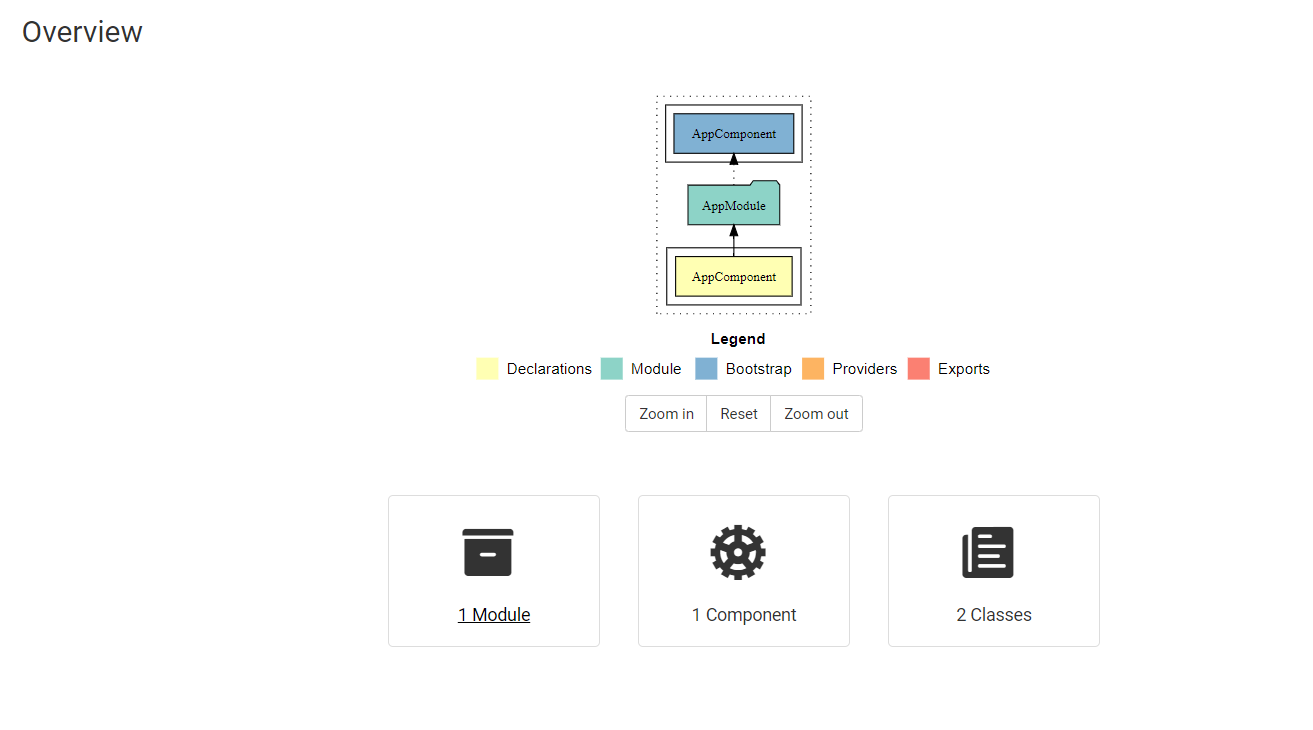 Overview
AppComponent
AppModule
AppComponent
Legend
Declarations Module Bootstrap Providers Exports
Zoom in Reset Zoom out
1 Module 1 Component 2 Classes